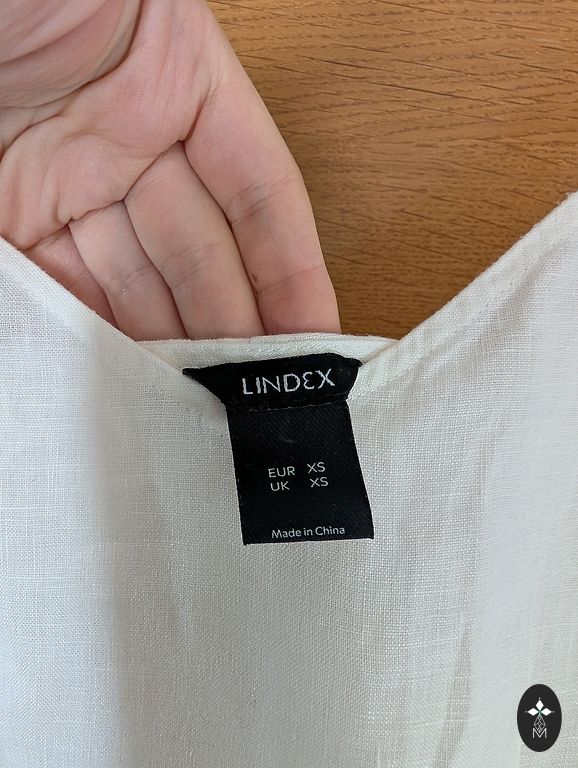 LINDEX
EUR XS
UK XS
Made in China
M